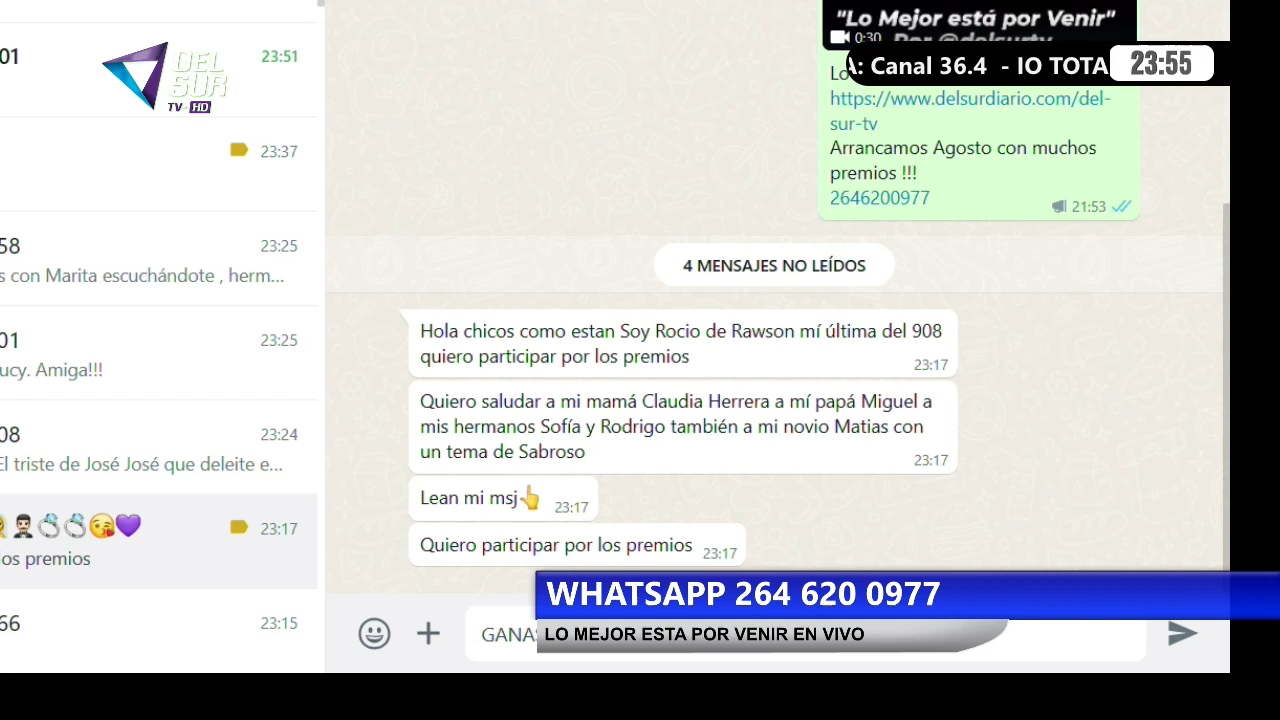 01
23:51
DEL
SUR
TV-HD
23:37
58
23:25
s con Marita escuchándote , herm...
01
23:25
ucy. Amiga!!!
08
23:24
El triste de José José que deleite e...
23:17
los premios
66
23:15
"Lo Mejor está por Venir"
0:30
Por @delsurtv
A: Canal 36.4 - IO TOTA
23:55
Lo
https://www.delsurdiario.com/del-
sur-tv
Arrancamos Agosto con muchos
premios !!!
2646200977
21:53
4 MENSAJES NO LEÍDOS
Hola chicos como estan Soy Rocio de Rawson mí última del 908
quiero participar por los premios
23:17
Quiero saludar a mi mamá Claudia Herrera a mí papá Miguel a
mis hermanos Sofía y Rodrigo también a mi novio Matias con
un tema de Sabroso
23:17
Lean mi msj👆
23:17
Quiero participar por los premios
23:17
WHATSAPP 264 620 0977
GANAS
LO MEJOR ESTA POR VENIR EN VIVO